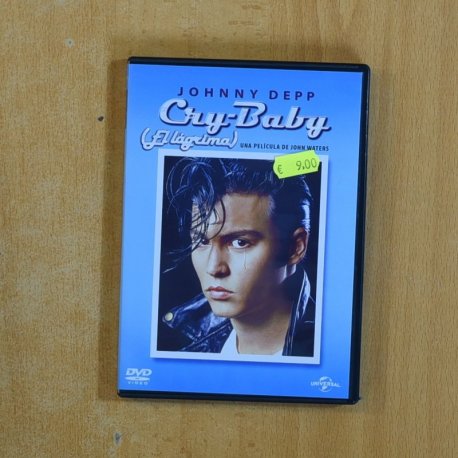 JOHNNY DEPP
Cry-Baby
(El lágrima)
UNA PELÍCULA DE JOHN WATERS
€ 9,00
DVD
VIDEO
UNIVERSAL